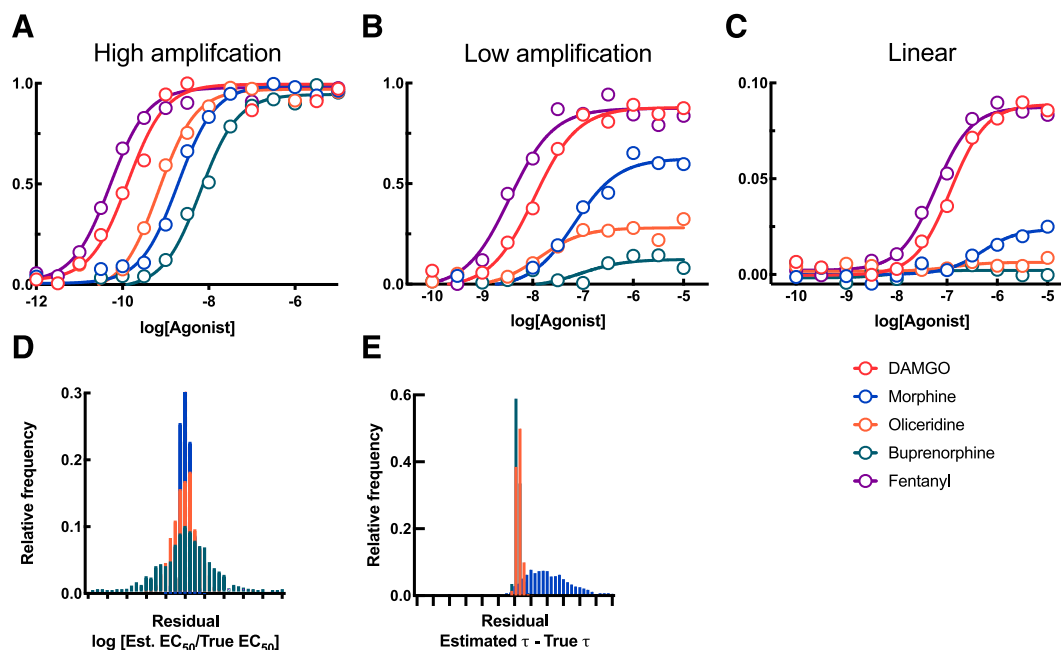 A
High amplifcation
1.0
0.5
0.0
-12
-10
-8
-6
log[Agonist]
B
Low amplification
1.0
0.5
0.0
-10
-9
-8
-7
-6
-5
log[Agonist]
C
Linear
0.10
0.05
0.00
-10
-9
-8
-7
-6
-5
log[Agonist]
D
Relative frequency
0.3
0.2
0.1
0.0
Residual
log [Est. EC50/True EC50]
E
Relative frequency
0.6
0.4
0.2
0.0
Residual
Estimated τ - True τ
DAMGO
Morphine
Oliceridine
Buprenorphine
Fentanyl